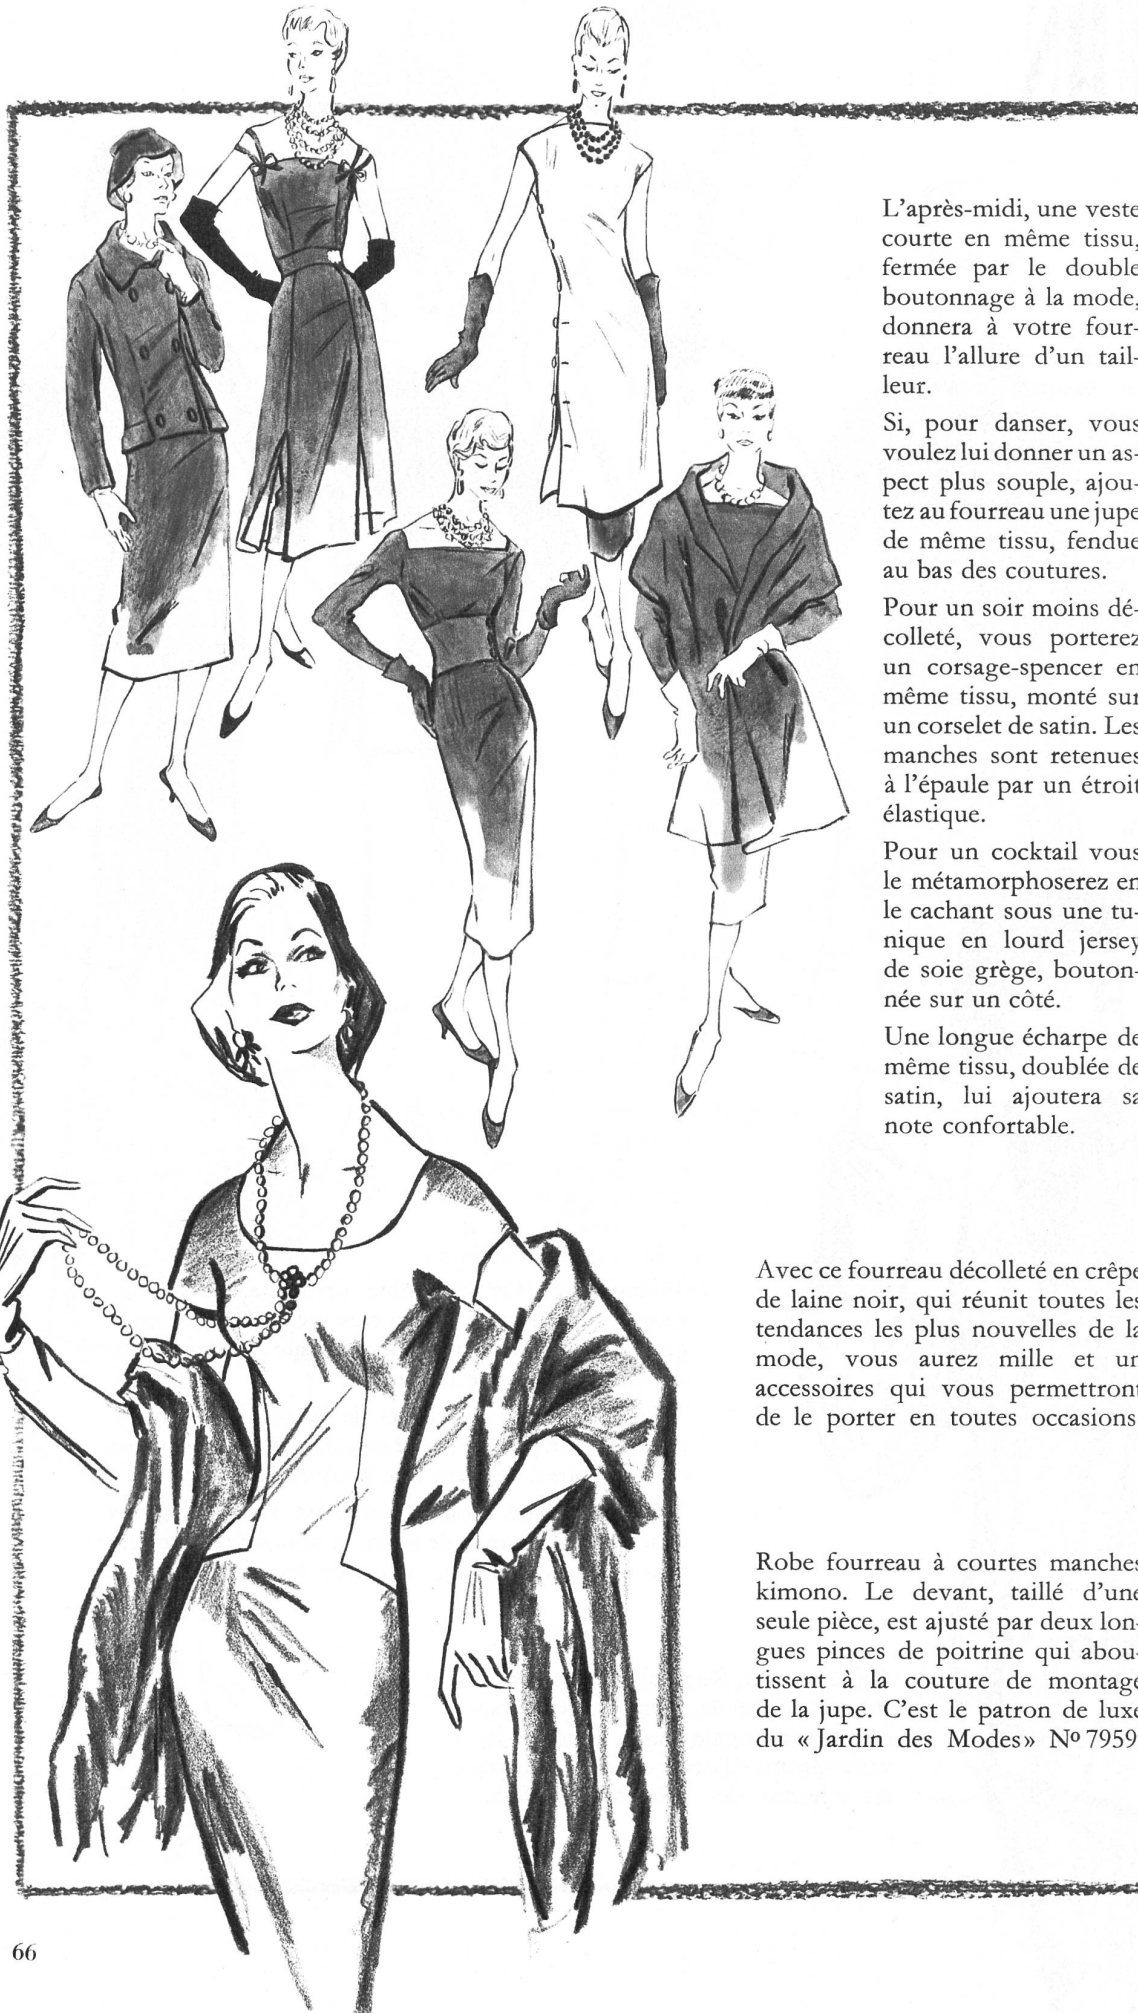 L'après-midi, une veste
courte en même tissu,
fermée par le double
boutonnage à la mode,
donnera à votre four-
reau l'allure d'un tail-
leur.
Si, pour danser, vous
voulez lui donner un as-
pect plus souple, ajou-
tez au fourreau une jupe
de même tissu, fendue
au bas des coutures.
Pour un soir moins dé-
colleté, vous porterez
un corsage-spencer en
même tissu, monté sur
un corselet de satin. Les
manches sont retenues
à l'épaule par un étroit
élastique.
Pour un cocktail vous
le métamorphoserez en
le cachant sous une tu-
nique en lourd jersey
de soie grège, bouton-
née sur un côté.
Une longue écharpe de
même tissu, doublée de
satin, lui ajoutera sa
note confortable.
Avec ce fourreau décolleté en crêpe
de laine noir, qui réunit toutes les
tendances les plus nouvelles de la
mode, vous aurez mille et un
accessoires qui vous permettront
de le porter en toutes occasions
Robe fourreau à courtes manches
kimono. Le devant, taillé d'une
seule pièce, est ajusté par deux lon-
gues pinces de poitrine qui abou-
tissent à la couture de montage
de la jupe. C'est le patron de luxe
du «Jardin des Modes» Nº 7959
66